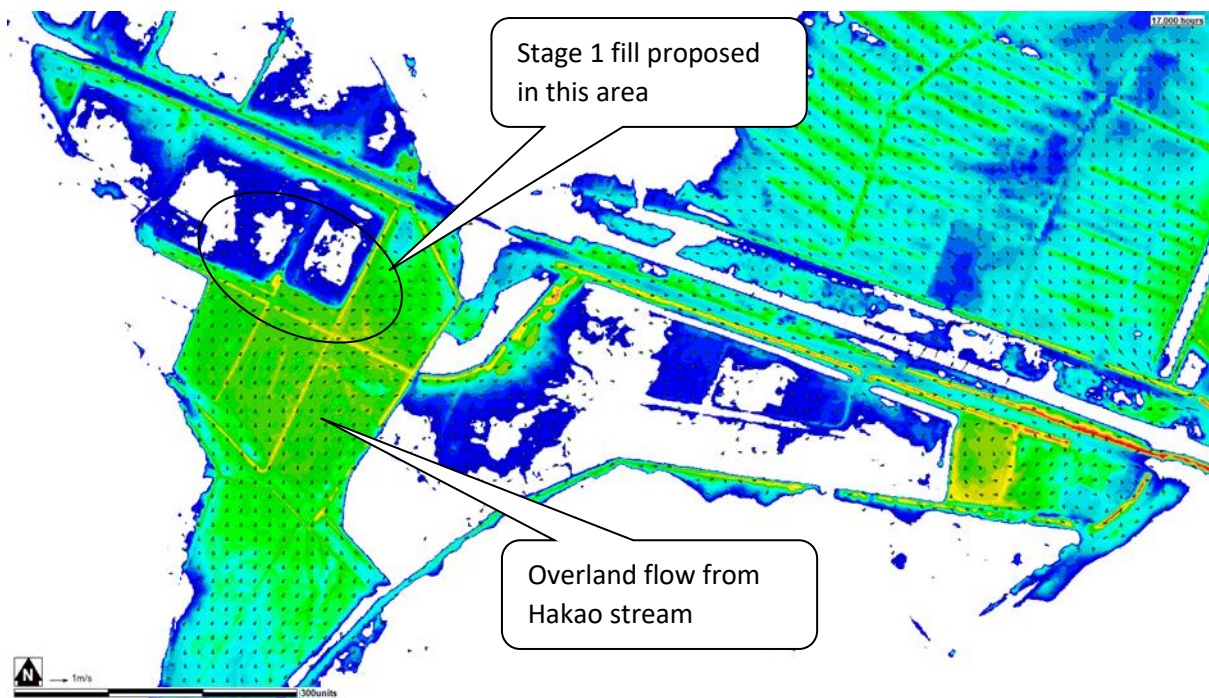 17.000 hours
Stage 1 fill proposed
in this area
Overland flow from
Hakao stream
N
1m/s
300units